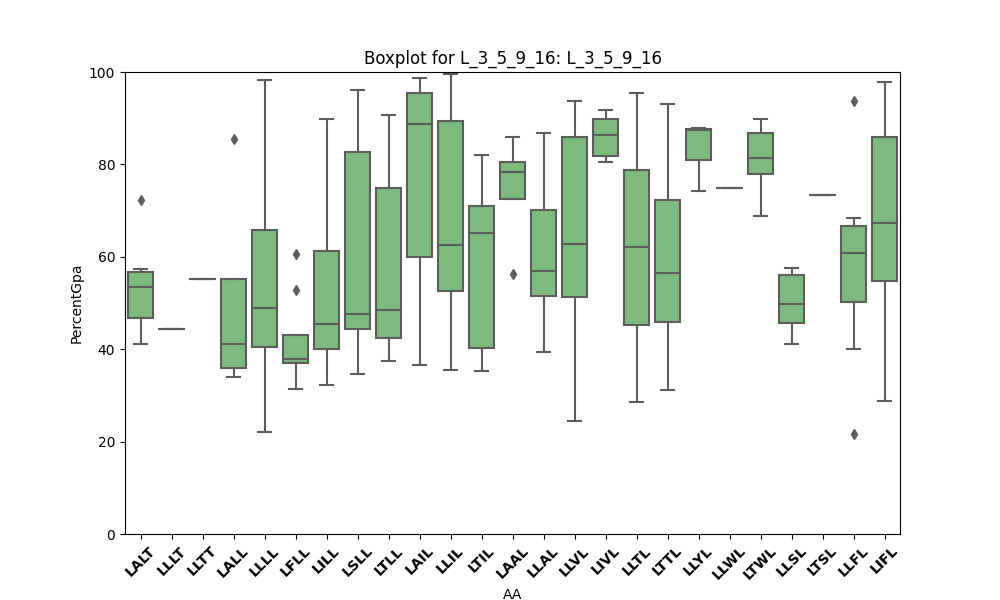 Boxplot for L_3_5_9_16: L_3_5_9_16
100
80
60
40
20
0
PercentGpa
LALT LLLT LLTT LALL LLLL LFLL LILL LSLL LTLL LAIL LLIL LTIL LAAL LLAL LLVL LIVL LLTL LTTL LLYL LLWL LTWL LLSL LTSL LLFL LIFL
AA